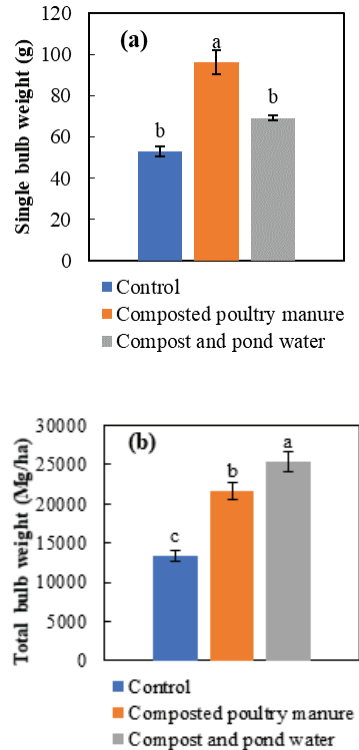 (a)
Single bulb weight (g)
120
100
80
60
40
20
0
b
a
b
Control
Composted poultry manure
Compost and pond water
(b)
Total bulb weight (Mg/ha)
30000
25000
20000
15000
10000
5000
0
c
b
a
Control
Composted poultry manure
Compost and pond water